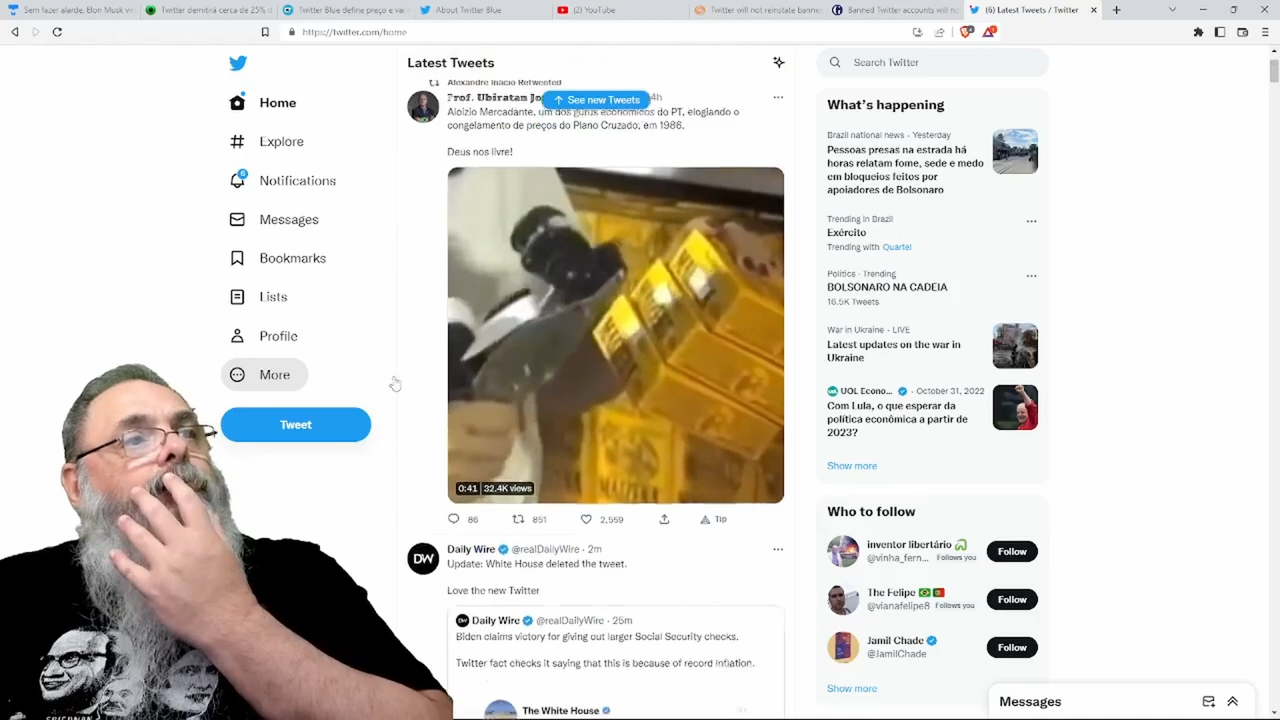 Sem fazer alarde, Elon Musk ve
Twitter demitirá cerca de 25% d
Twitter Blue define preço e va
About Twitter Blue
(2) YouTube
Twitter will not reinstate banne
Banned Twitter accounts will no
(6) Latest Tweets / Twitter
https://twitter.com/home
Home
Explore
6
Notifications
Messages
Bookmarks
Lists
Profile
More
Tweet
Latest Tweets
Alexandre Inacio Retweeted
Prof. Ubiratam Jo
4h
See new Tweets
Aloizio Mercadante, um dos gurus econômicos do PT, elogiando o
congelamento de preços do Plano Cruzado, em 1986.
Deus nos livre!
MAIZENA
0:41 32.4K views
86
851
2,559
Tip
DW
Daily Wire @realDailyWire · 2m
Update: White House deleted the tweet.
Love the new Twitter
Daily Wire @realDailyWire · 25m
Biden claims victory for giving out larger Social Security checks.
Twitter fact checks it saying that this is because of record inflation.
The White House
Search Twitter
What's happening
Brazil national news · Yesterday
Pessoas presas na estrada há
horas relatam fome, sede e medo
em bloqueios feitos por
apoiadores de Bolsonaro
Trending in Brazil
Exército
Trending with Quartel
Politics · Trending
BOLSONARO NA CADEIA
16.5K Tweets
War in Ukraine · LIVE
Latest updates on the war in
Ukraine
UOL Econo... · October 31, 2022
Com Lula, o que esperar da
política econômica a partir de
2023?
Show more
Who to follow
inventor libertário
@vinha_fern... Follows you
Follow
The Felipe
@vianafelipe8 Follows you
Follow
Jamil Chade
@JamilChade
Follow
Show more
Messages
FRIEDMAN